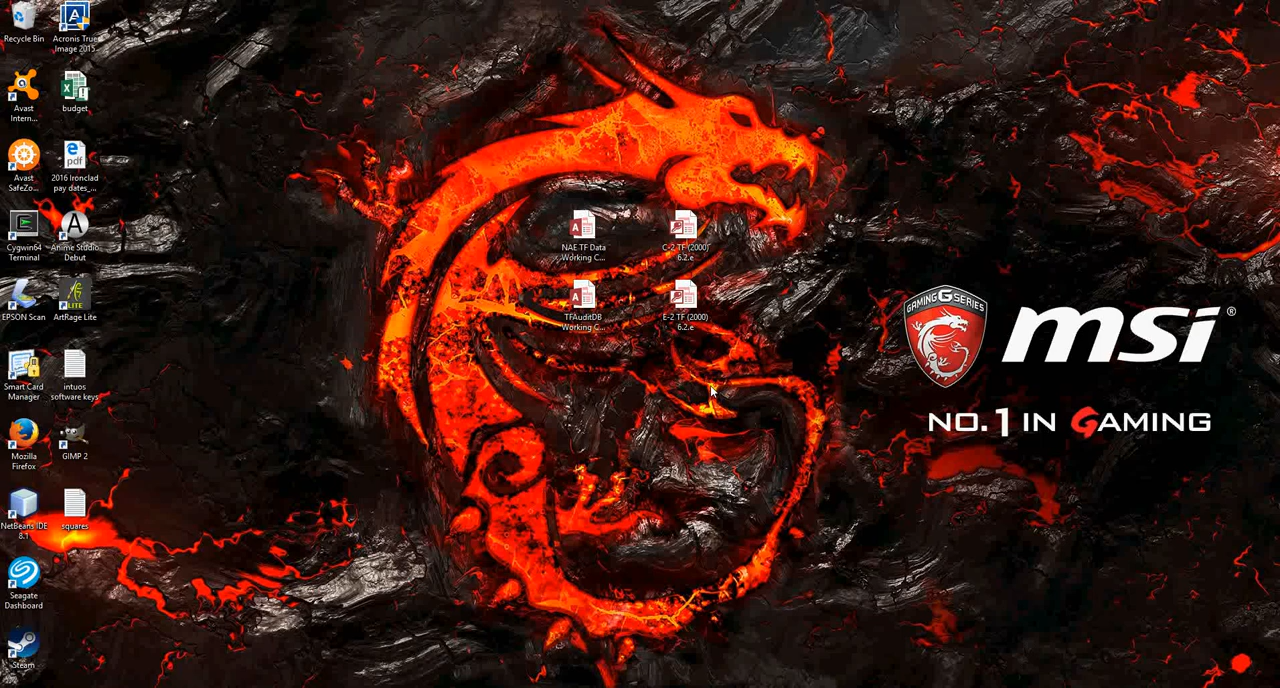 Recycle Bin
Acronis True
Image 2015
Avast
Intern...
budget
Avast
SafeZo...
2016 Ironclad
pay dates_...
Cygwin64
Terminal
Anime Studio
Debut
EPSON Scan
LITE
ArtRage Lite
Smart Card
Manager
intuos
software keys
Mozilla
Firefox
GIMP 2
NetBeans IDE
8.1
squares
Seagate
Dashboard
Steam
NAE TF Data
Working C...
C-2 TF (2000)
6.2.e
TFAuditDB
Working C...
E-2 TF (2000)
6.2.e
GAMING G SERIES
msi®
NO.1 IN GAMING